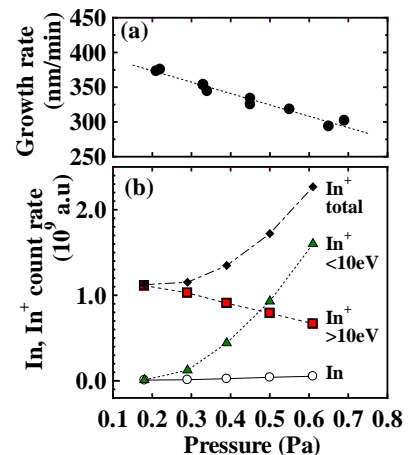 (a)
Growth rate
(nm/min)
450
400
350
300
250
(b)
In, In⁺ count rate
(10⁹ a.u)
2.0
1.0
0.0
In⁺
total
In⁺
<10eV
In⁺
>10eV
In
0.1 0.2 0.3 0.4 0.5 0.6 0.7 0.8
Pressure (Pa)